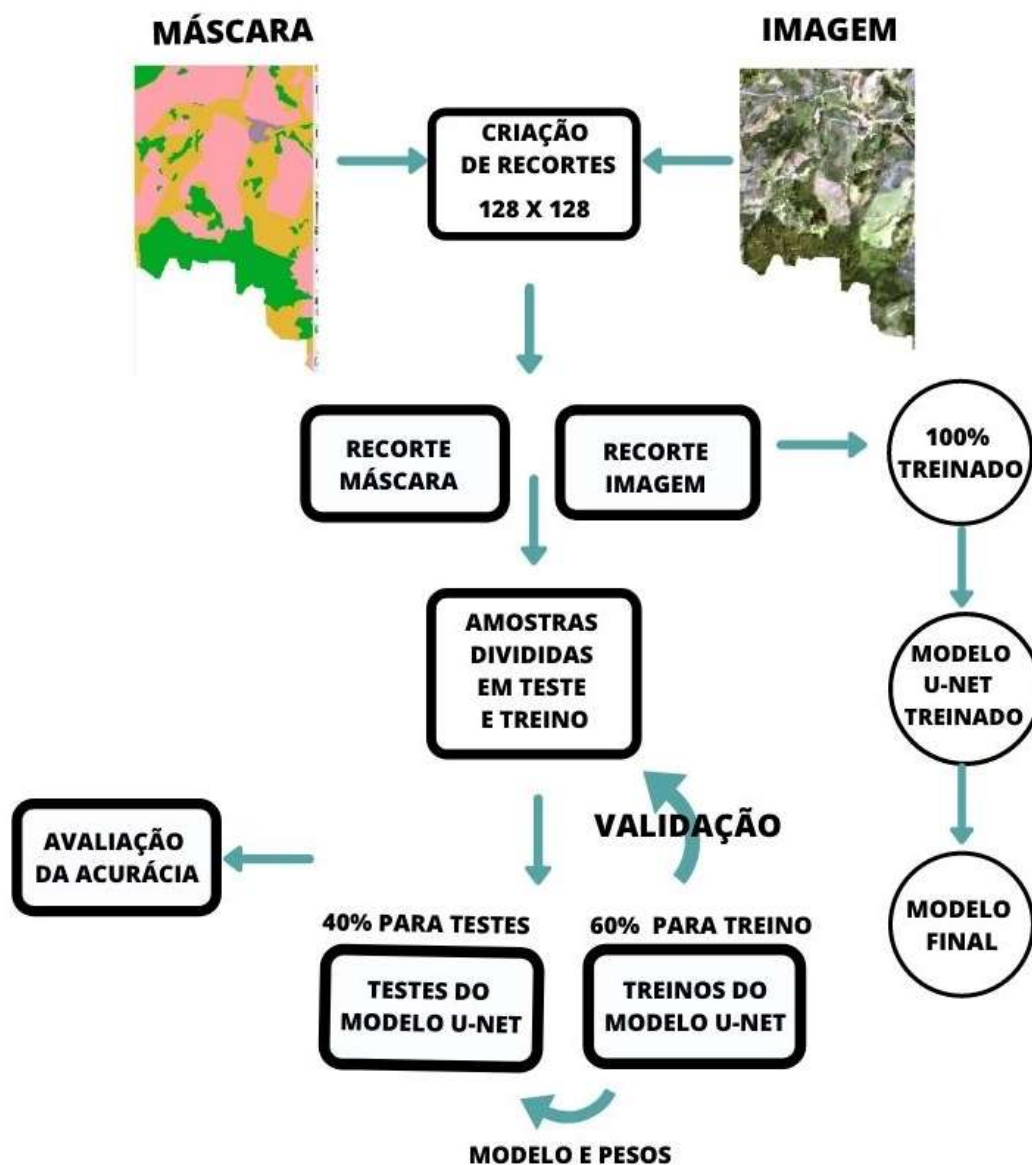 MÁSCARA
IMAGEM
CRIAÇÃO
DE RECORTES
128 X 128
RECORTE
MÁSCARA
RECORTE
IMAGEM
100%
TREINADO
AMOSTRAS
DIVIDIDAS
EM TESTE
E TREINO
MODELO
U-NET
TREINADO
VALIDAÇÃO
AVALIAÇÃO
DA ACURÁCIA
40% PARA TESTES
60% PARA TREINO
MODELO
FINAL
TESTES DO
MODELO U-NET
TREINOS DO
MODELO U-NET
MODELO E PESOS